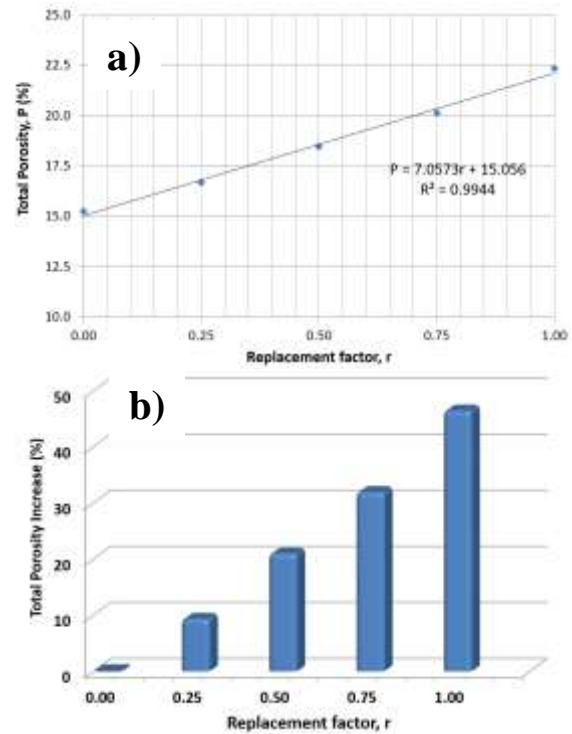 a)
25.0
22.5
20.0
17.5
15.0
12.5
10.0
Total Porosity, P (%)
P = 7.0573r + 15.056
R² = 0.9944
0.00 0.25 0.50 0.75 1.00
Replacement factor, r
b)
50
40
30
20
10
0
Total Porosity Increase (%)
0.00 0.25 0.50 0.75 1.00
Replacement factor, r